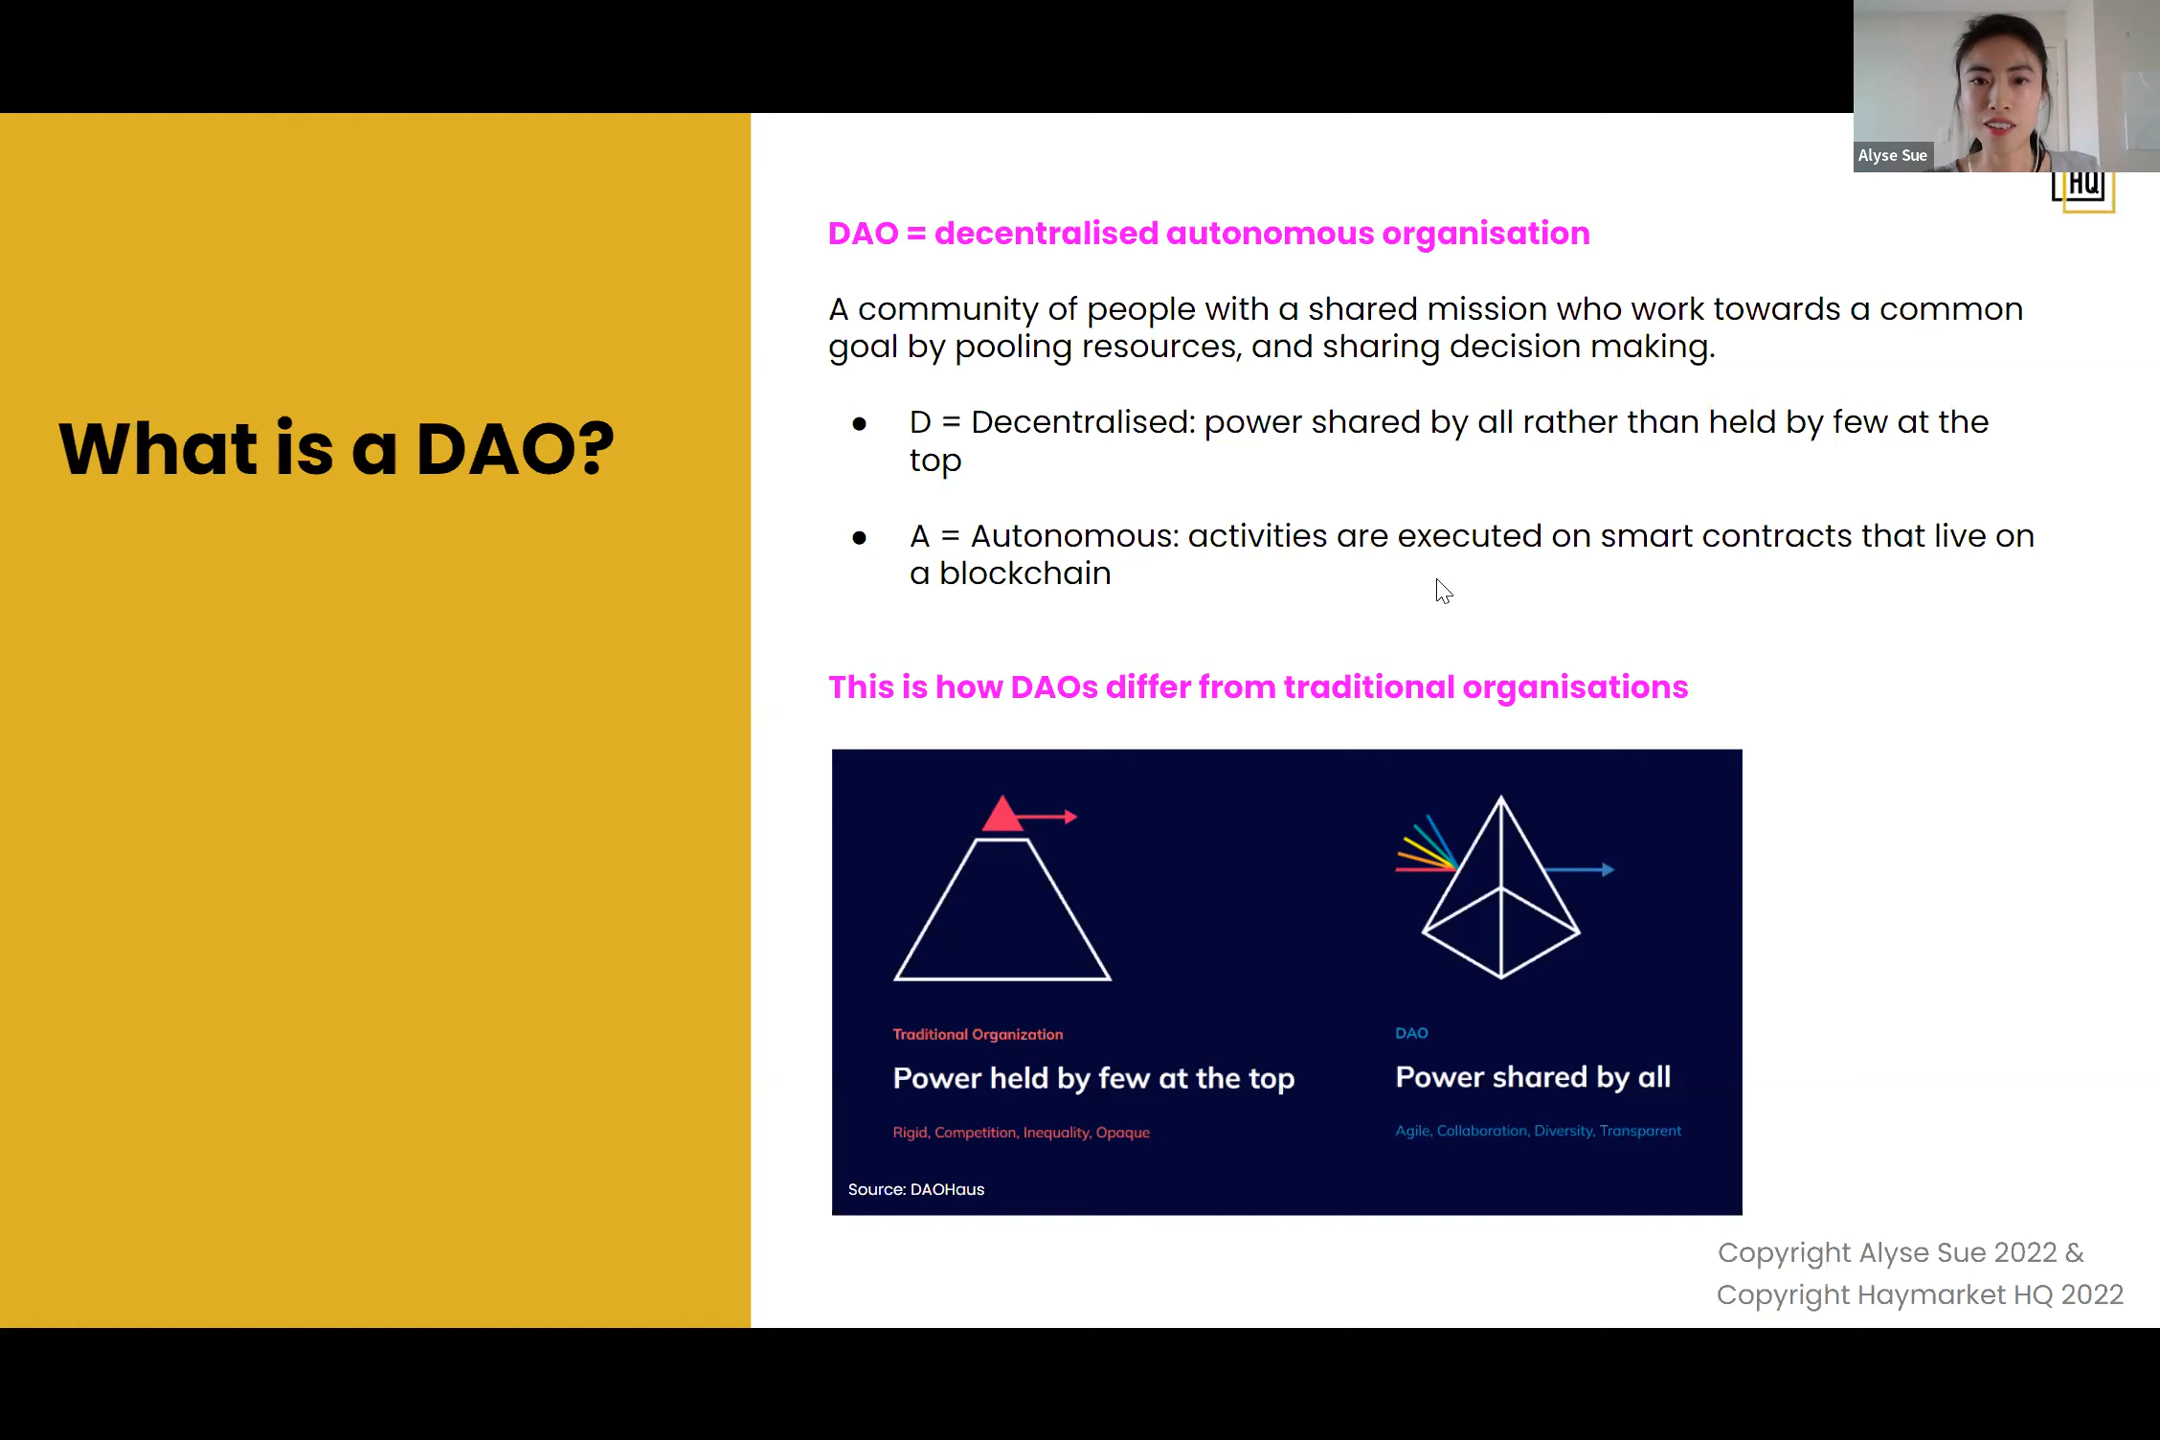 Alyse Sue
HQ
What is a DAO?
DAO = decentralised autonomous organisation
A community of people with a shared mission who work towards a common
goal by pooling resources, and sharing decision making.
● D = Decentralised: power shared by all rather than held by few at the
top
● A = Autonomous: activities are executed on smart contracts that live on
a blockchain
This is how DAOs differ from traditional organisations
Traditional Organization
Power held by few at the top
Rigid, Competition, Inequality, Opaque
DAO
Power shared by all
Agile, Collaboration, Diversity, Transparent
Source: DAOHaus
Copyright Alyse Sue 2022 &
Copyright Haymarket HQ 2022